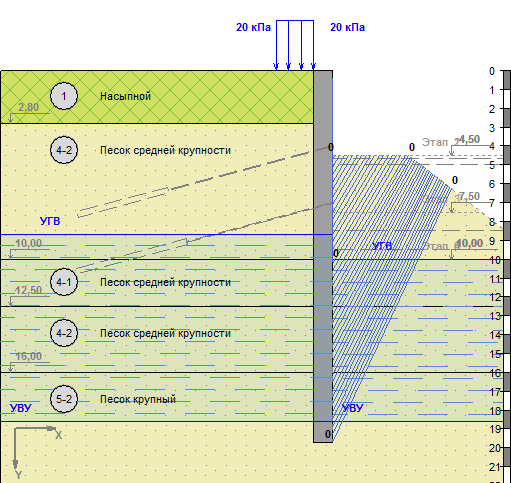 20 кПа 20 кПа
0
1 Насыпной
1
2,80
2
3
4-2 Песок средней крупности
0 0 Этап 4,50
4
5
0
6
7,50
7
УГВ
8
10,00
0 УГВ Этап 10,00
9
10
4-1 Песок средней крупности
11
12,50
12
13
4-2 Песок средней крупности
14
15
16,00
16
5-2 Песок крупный
17
УВУ УВУ
18
X
0
19
20
Y
21